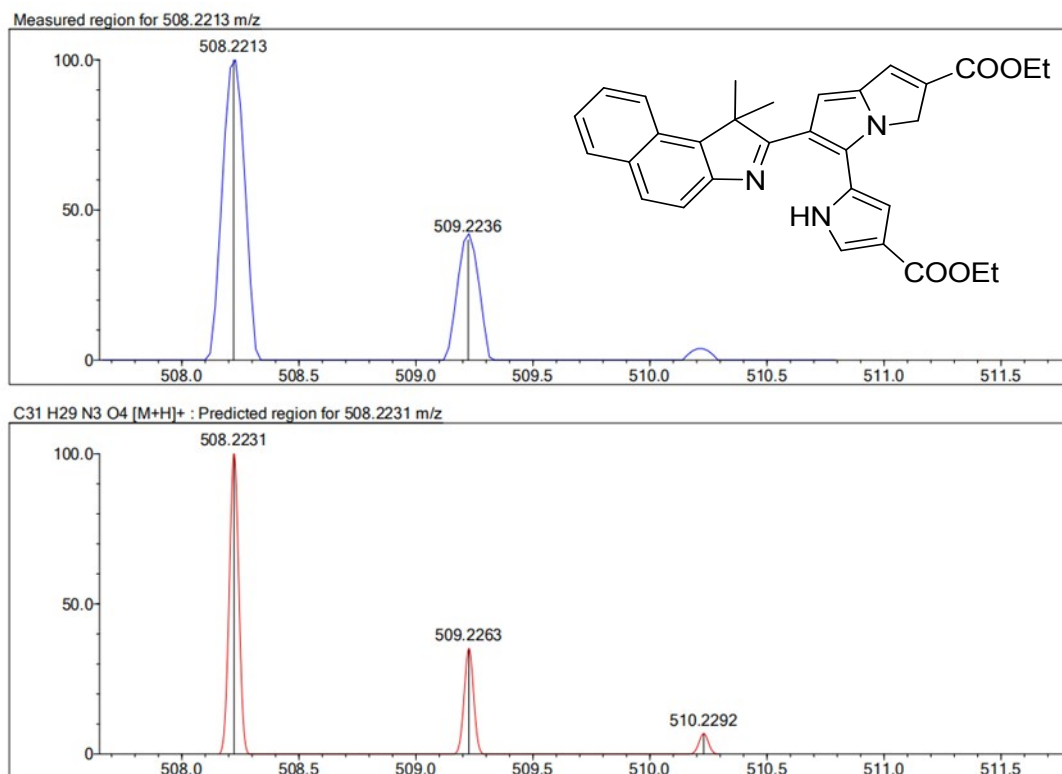 Measured region for 508.2213 m/z
508.2213
100.0
50.0
0
509.2236
508.0 508.5 509.0 509.5 510.0 510.5 511.0 511.5
COOEt
N
N
HN
COOEt
C31 H29 N3 O4 [M+H]+ : Predicted region for 508.2231 m/z
508.2231
100.0
50.0
0
509.2263
510.2292
508.0 508.5 509.0 509.5 510.0 510.5 511.0 511.5